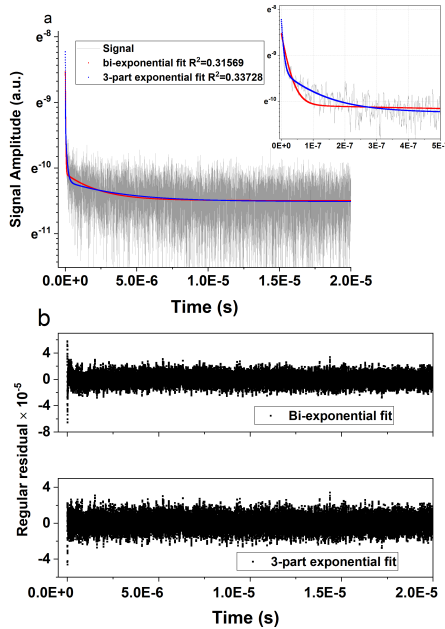 a
Signal
bi-exponential fit R²=0.31569
3-part exponential fit R²=0.33728
e⁻⁸
e⁻⁸
e⁻⁹
e⁻¹⁰
e⁻¹¹
Signal Amplitude (a.u.)
0.0E0 5.0E-6 1.0E-5 1.5E-5 2.0E-5
Time (s)
e⁻⁸
e⁻⁹
e⁻¹⁰
0E+0 1E-7 2E-7 3E-7 4E-7 5E-7
b
4
0
-4
-8
Bi-exponential fit
Regular residual × 10⁻⁵
4
0
-4
3-part exponential fit
0.0E0 5.0E-6 1.0E-5 1.5E-5 2.0E-5
Time (s)